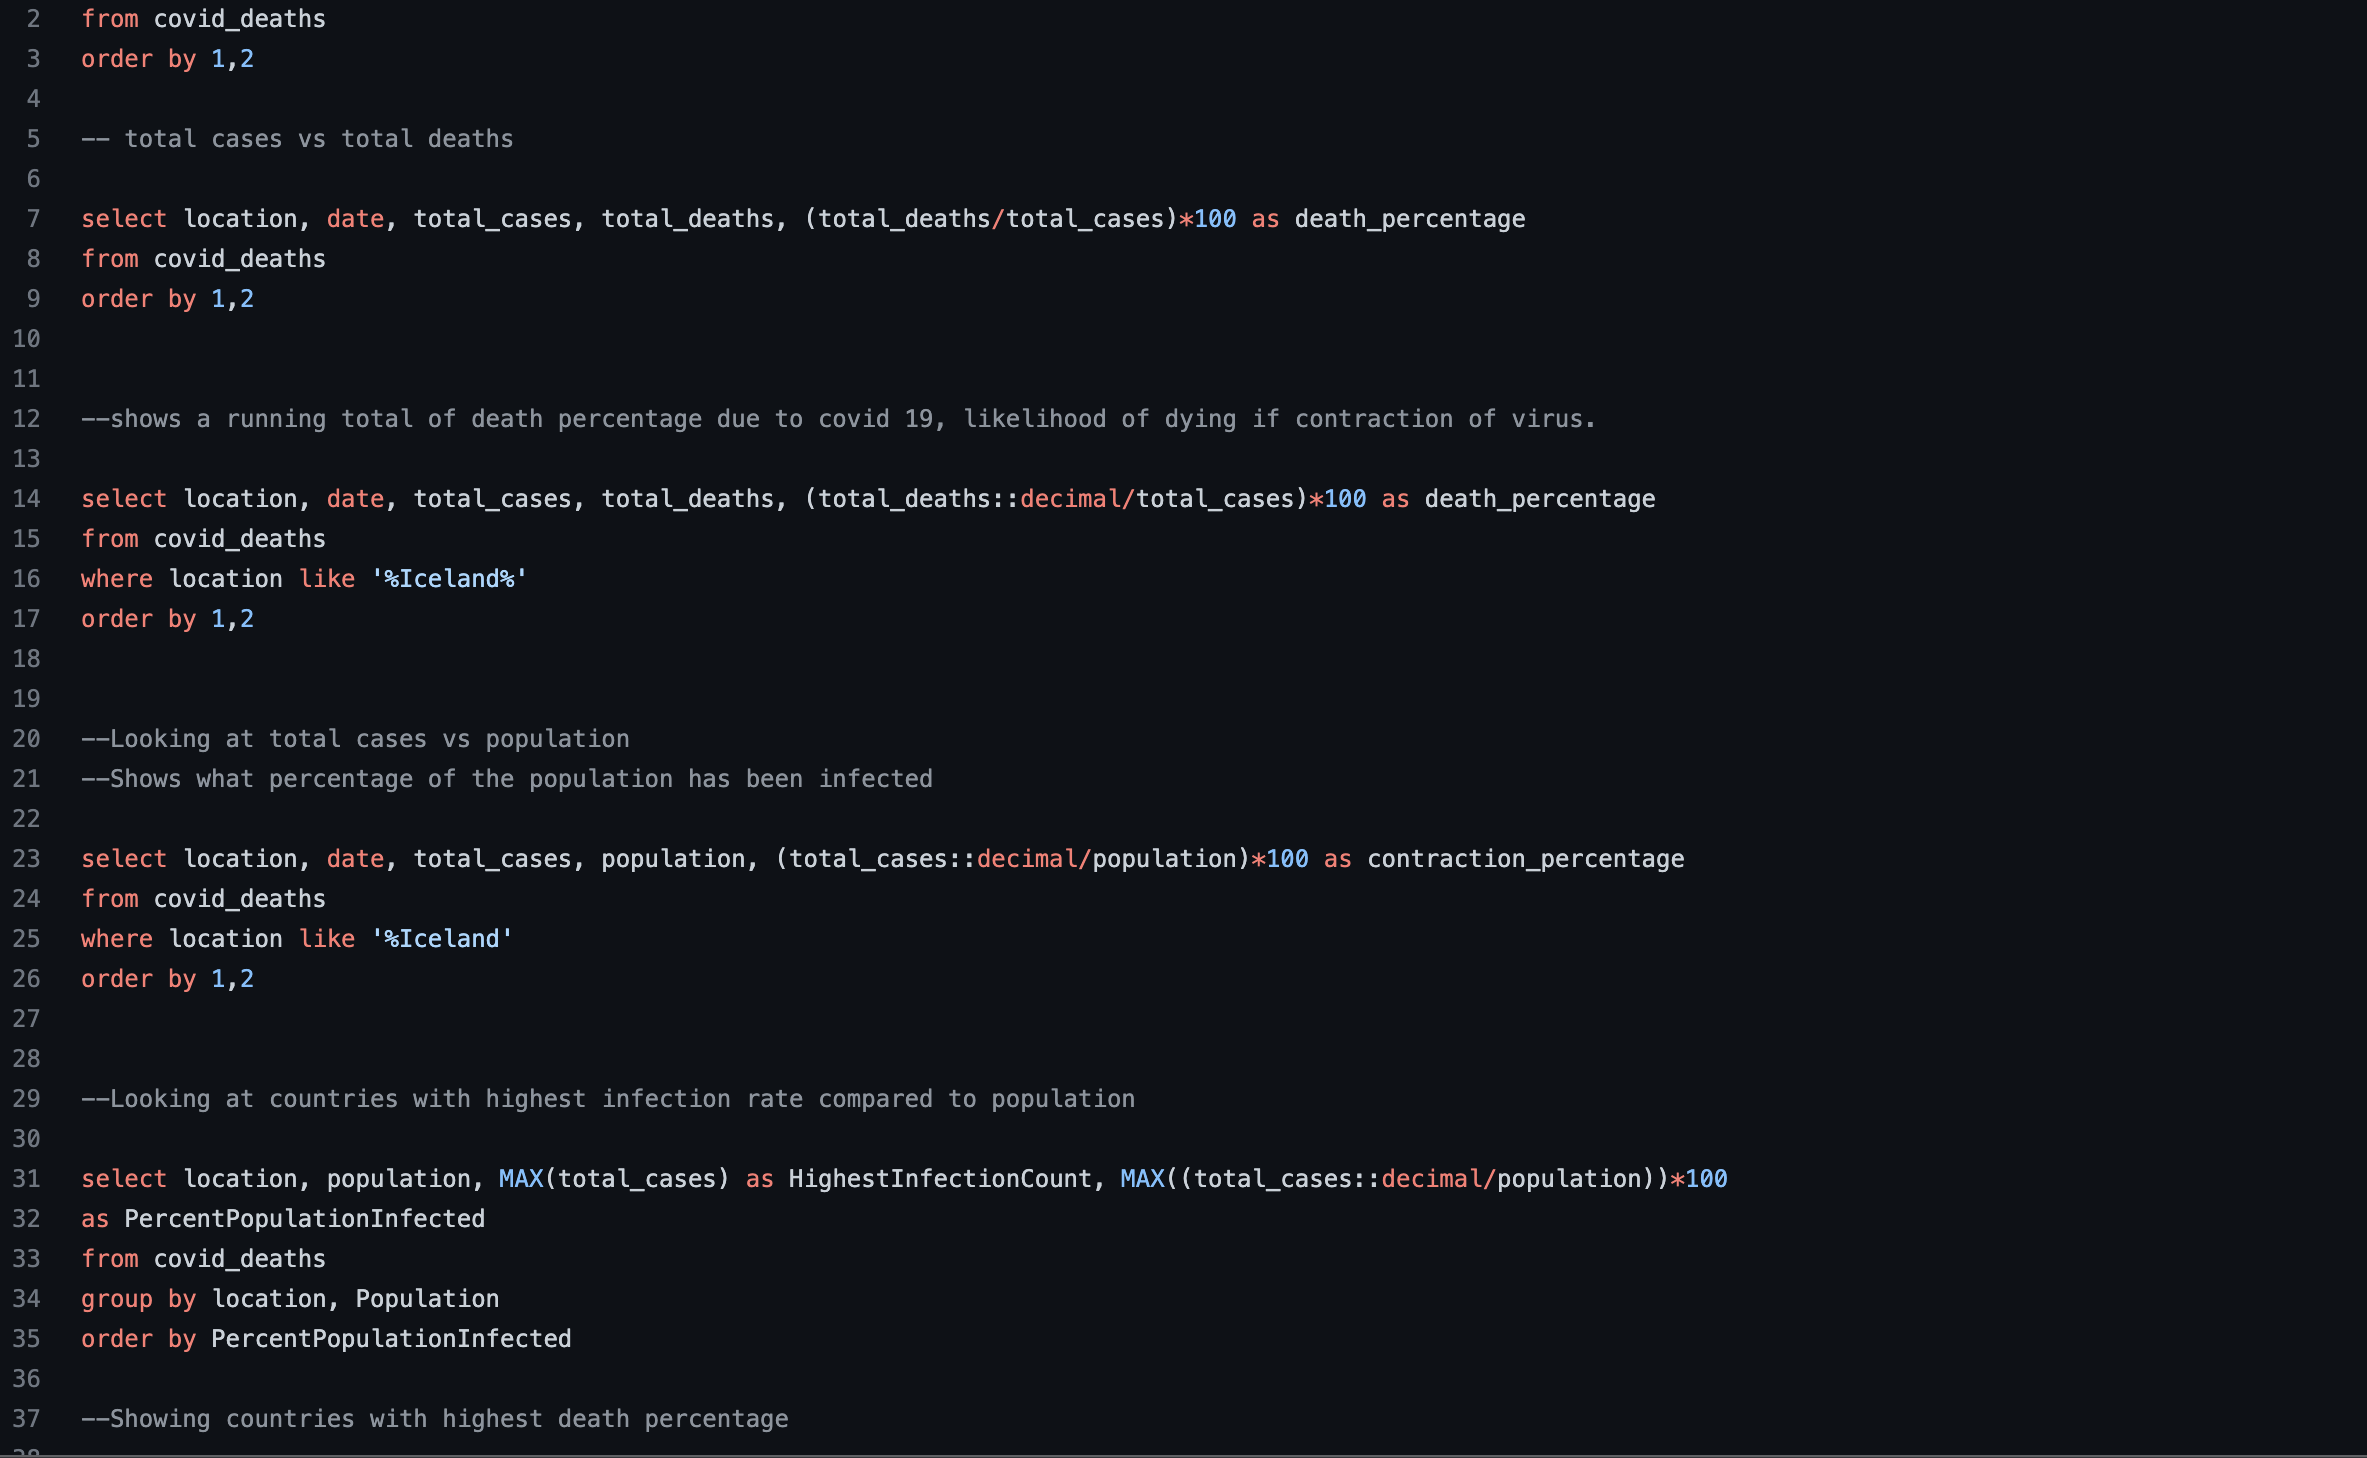 2 from covid_deaths
3 order by 1,2
4
5 -- total cases vs total deaths
6
7 select location, date, total_cases, total_deaths, (total_deaths/total_cases)*100 as death_percentage
8 from covid_deaths
9 order by 1,2
10
11
12 --shows a running total of death percentage due to covid 19, likelihood of dying if contraction of virus.
13
14 select location, date, total_cases, total_deaths, (total_deaths::decimal/total_cases)*100 as death_percentage
15 from covid_deaths
16 where location like '%Iceland%'
17 order by 1,2
18
19
20 --Looking at total cases vs population
21 --Shows what percentage of the population has been infected
22
23 select location, date, total_cases, population, (total_cases::decimal/population)*100 as contraction_percentage
24 from covid_deaths
25 where location like '%Iceland'
26 order by 1,2
27
28
29 --Looking at countries with highest infection rate compared to population
30
31 select location, population, MAX(total_cases) as HighestInfectionCount, MAX((total_cases::decimal/population))*100
32 as PercentPopulationInfected
33 from covid_deaths
34 group by location, Population
35 order by PercentPopulationInfected
36
37 --Showing countries with highest death percentage